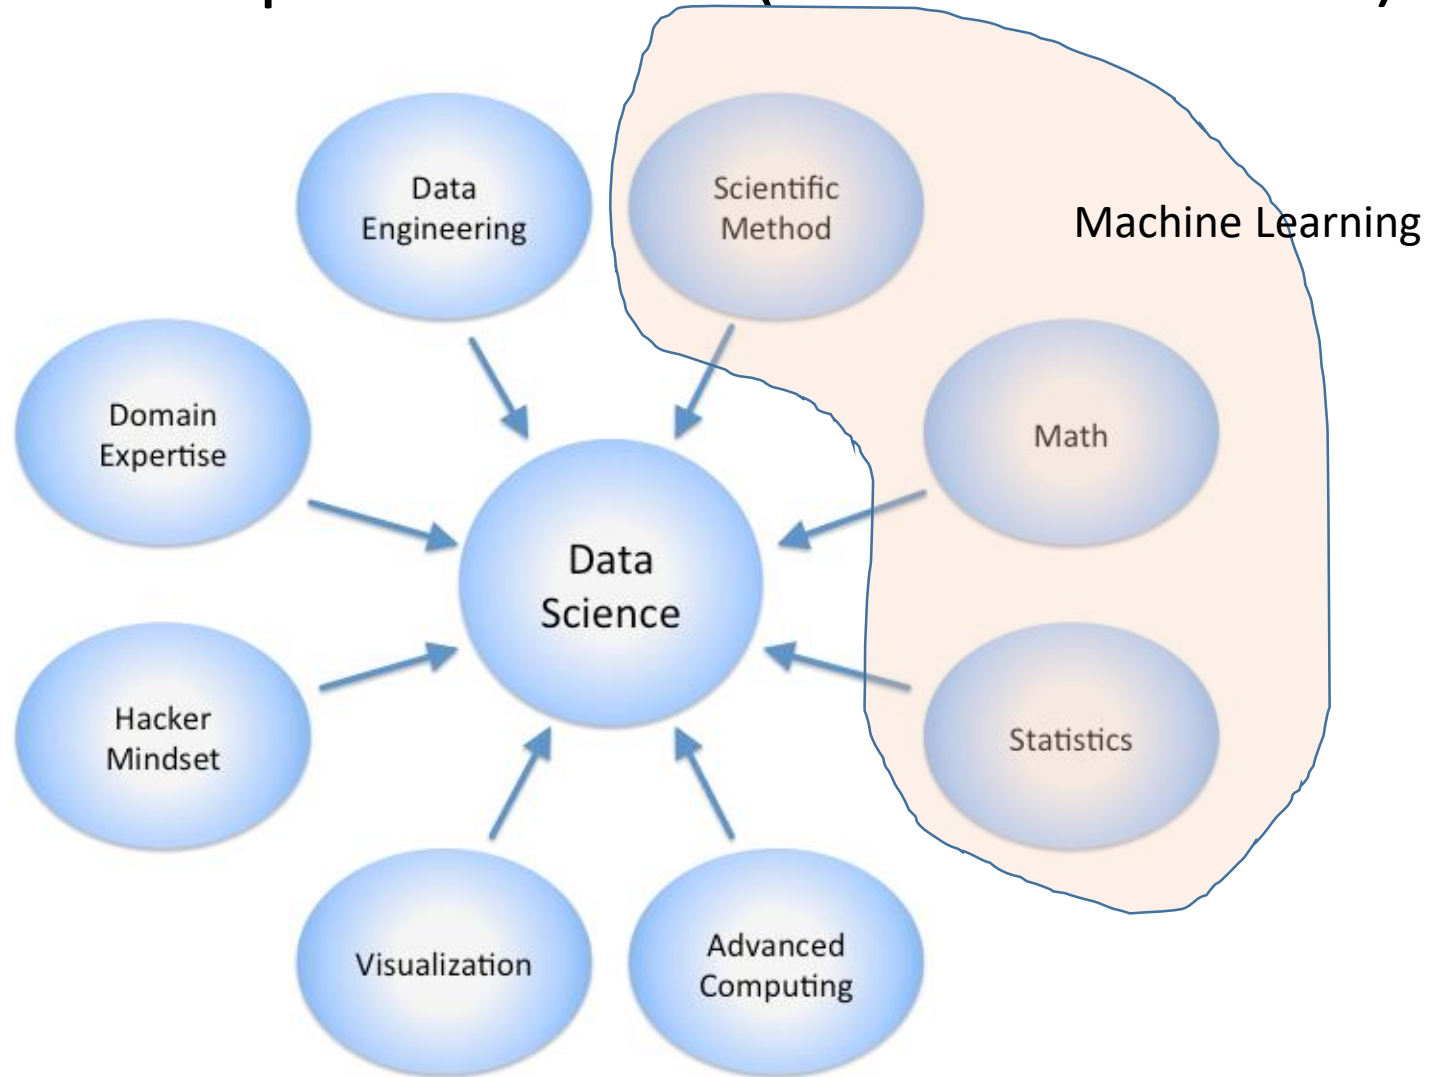 Data
Engineering
Scientific
Method
Machine Learning
Domain
Expertise
Math
Data
Science
Hacker
Mindset
Statistics
Visualization
Advanced
Computing